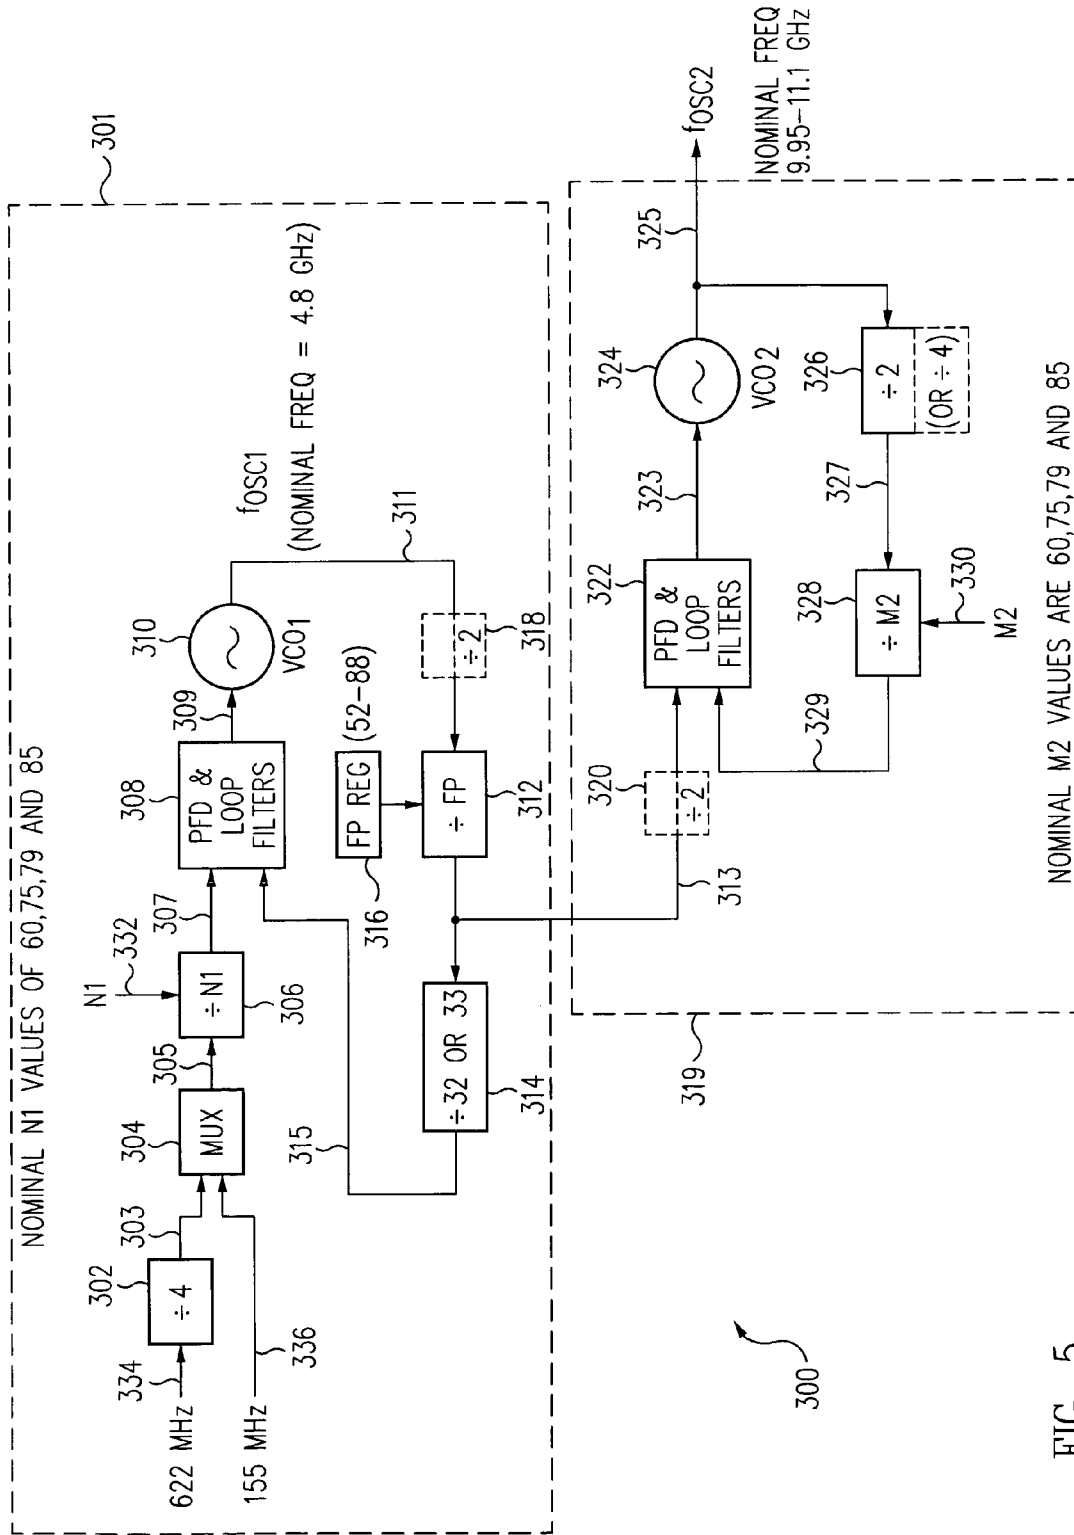 NOMINAL N1 VALUES OF 60,75,79 AND 85
301
622 MHz
334
302
÷4
303
155 MHz
336
304
MUX
305
N1
332
÷N1
306
307
308
PFD &
LOOP
FILTERS
309
310
VCO1
fOSC1
(NOMINAL FREQ = 4.8 GHz)
311
÷2
318
FP REG
(52-88)
316
÷ FP
312
÷32 OR 33
314
315
313
320
÷2
319
322
PFD &
LOOP
FILTERS
323
324
VCO2
325
fOSC2
NOMINAL FREQ
9.95-11.1 GHz
326
÷2
(OR ÷4)
327
328
÷ M2
329
330
M2
NOMINAL M2 VALUES ARE 60,75,79 AND 85
300